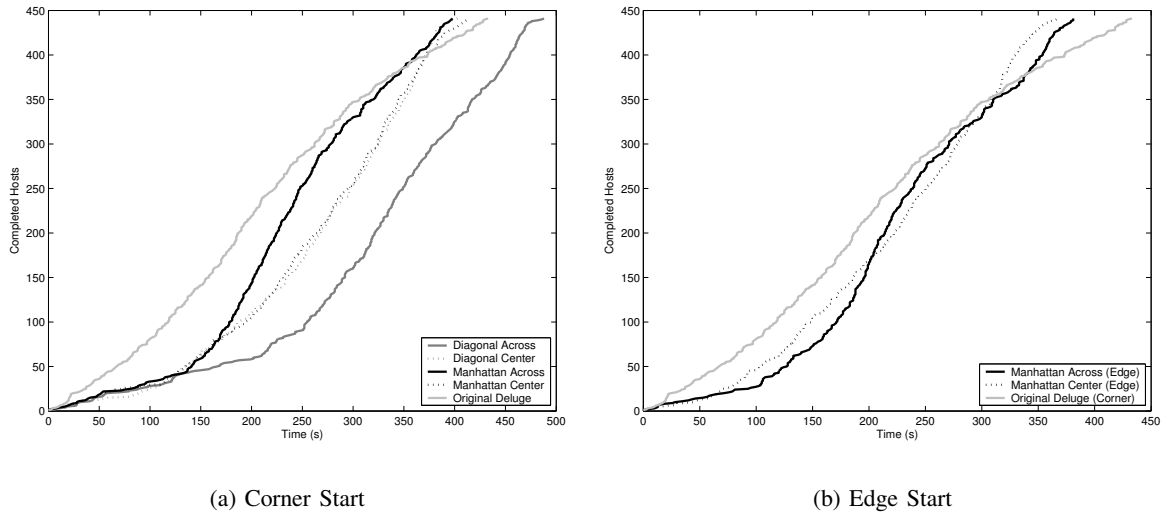 450
400
350
300
250
200
150
100
50
0
Completed Hosts
0 50 100 150 200 250 300 350 400 450 500
Time (s)
Diagonal Across
Diagonal Center
Manhattan Across
Manhattan Center
Original Deluge
(a) Corner Start
450
400
350
300
250
200
150
100
50
0
Completed Hosts
0 50 100 150 200 250 300 350 400 450
Time (s)
Manhattan Across (Edge)
Manhattan Center (Edge)
Original Deluge (Corner)
(b) Edge Start